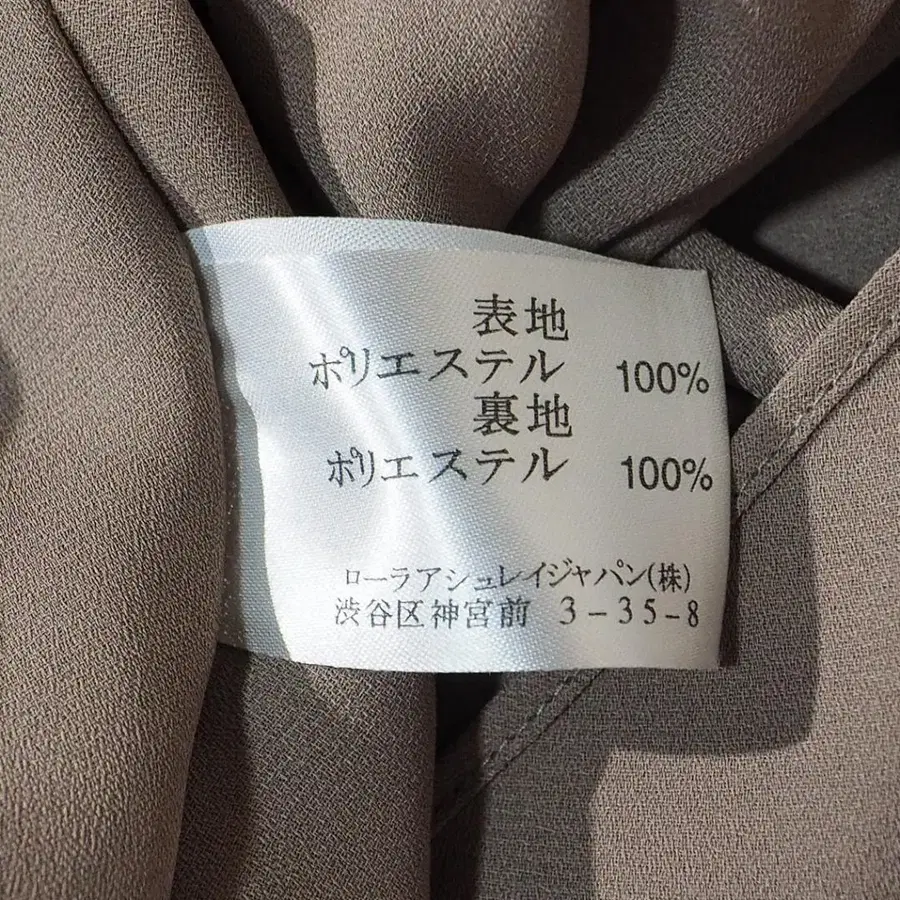 表地
ポリエステル 100%
裏地
ポリエステル 100%
ローラアシュレイジャパン(株)
渋谷区神宮前 3-35-8